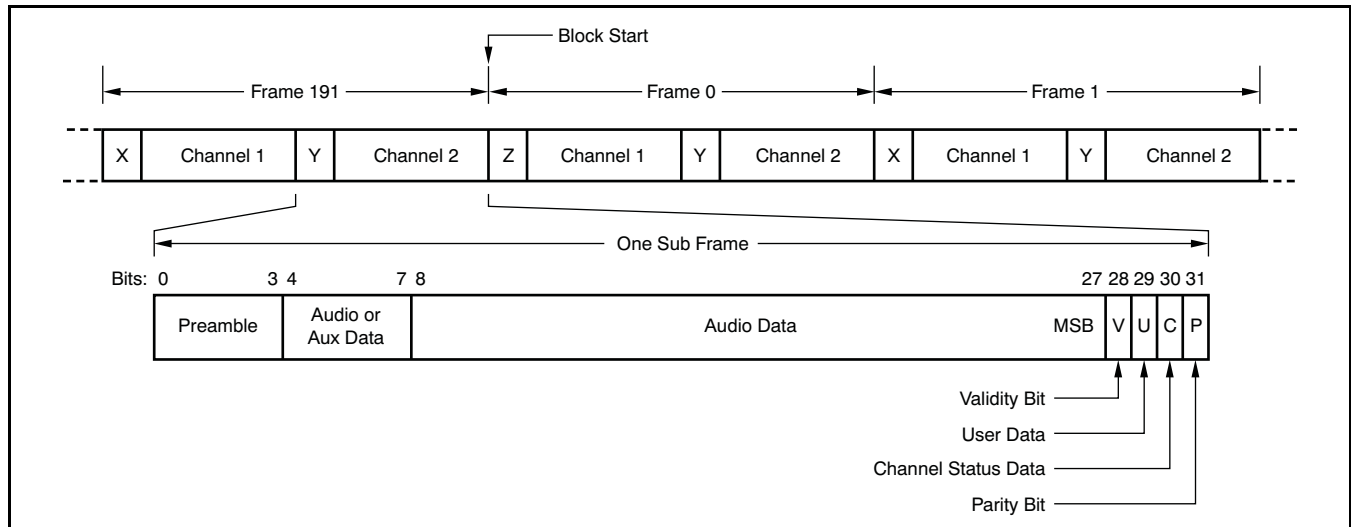 Block Start
Frame 191 Frame 0 Frame 1
X Channel 1 Y Channel 2 Z Channel 1 Y Channel 2 X Channel 1 Y Channel 2
One Sub Frame
Bits: 0 3 4 7 8 27 28 29 30 31
Preamble Audio or Aux Data Audio Data MSB V U C P
Validity Bit
User Data
Channel Status Data
Parity Bit